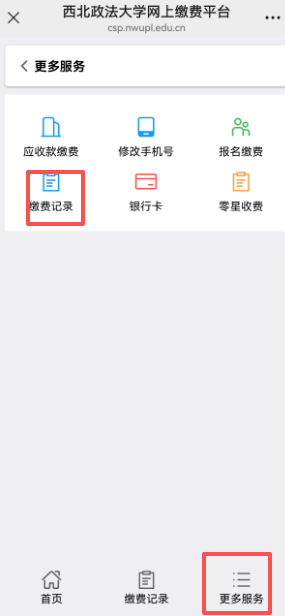 西北政法大学网上缴费平台
csp.nwupl.edu.cn
更多服务
应收款缴费 修改手机号 报名缴费
缴费记录 银行卡 零星收费
首页 缴费记录 更多服务